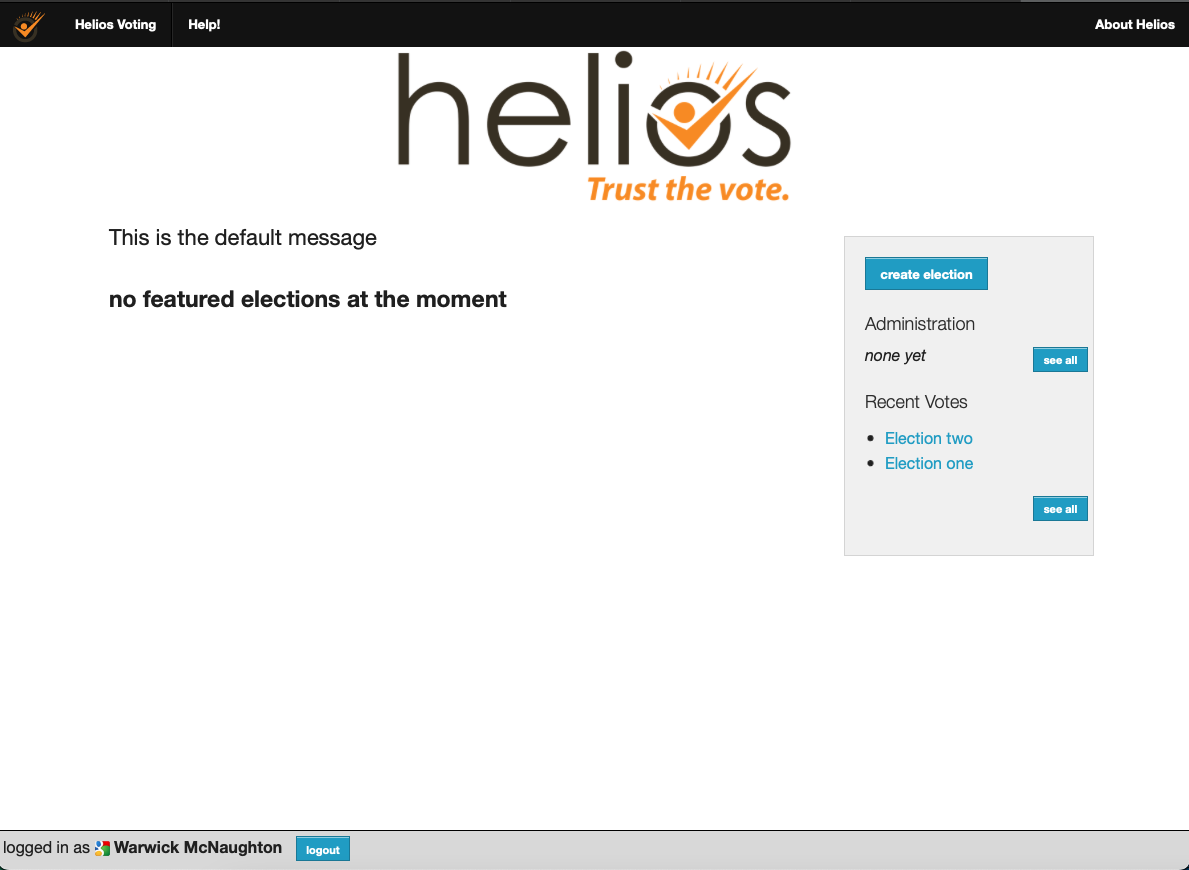 Helios Voting
Help!
About Helios
helios
Trust the vote.
This is the default message
no featured elections at the moment
create election
Administration
none yet
see all
Recent Votes
Election two
Election one
see all
logged in as Warwick McNaughton
logout